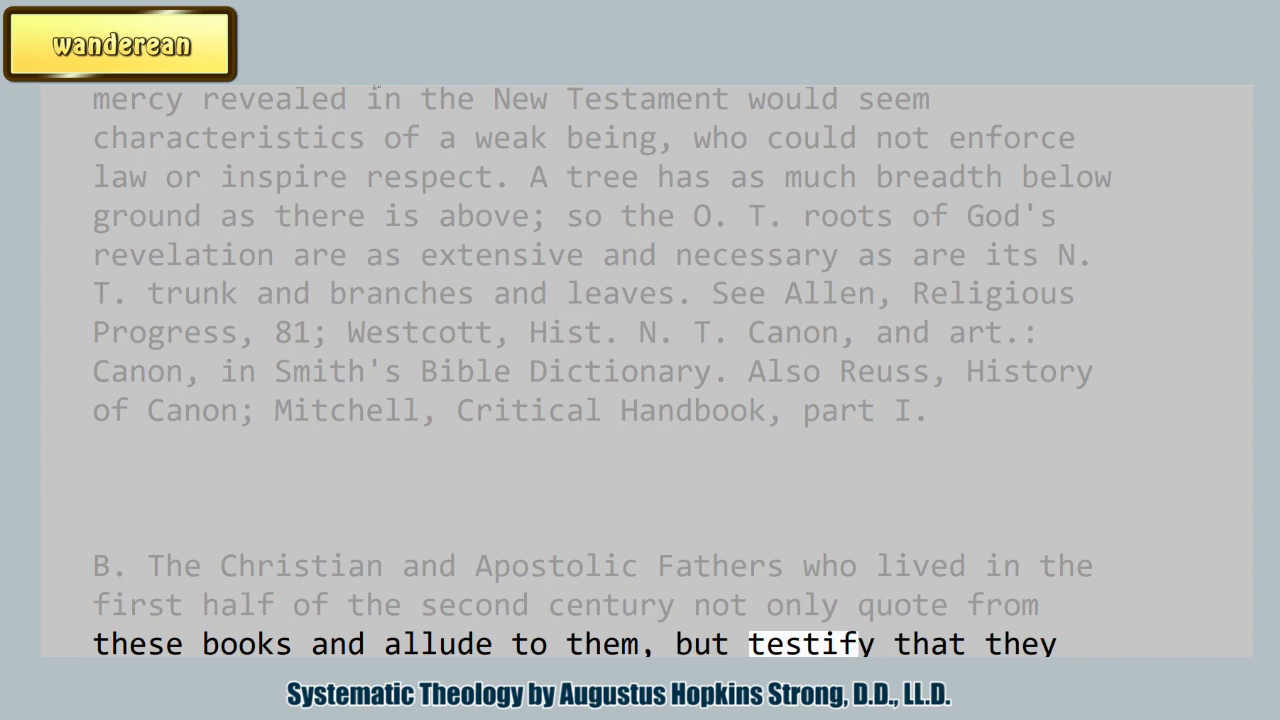 wanderean
mercy revealed in the New Testament would seem
characteristics of a weak being, who could not enforce
law or inspire respect. A tree has as much breadth below
ground as there is above; so the O. T. roots of God's
revelation are as extensive and necessary as are its N.
T. trunk and branches and leaves. See Allen, Religious
Progress, 81; Westcott, Hist. N. T. Canon, and art.:
Canon, in Smith's Bible Dictionary. Also Reuss, History
of Canon; Mitchell, Critical Handbook, part I.
B. The Christian and Apostolic Fathers who lived in the
first half of the second century not only quote from
these books and allude to them, but testify that they
Systematic Theology by Augustus Hopkins Strong, D.D., LL.D.